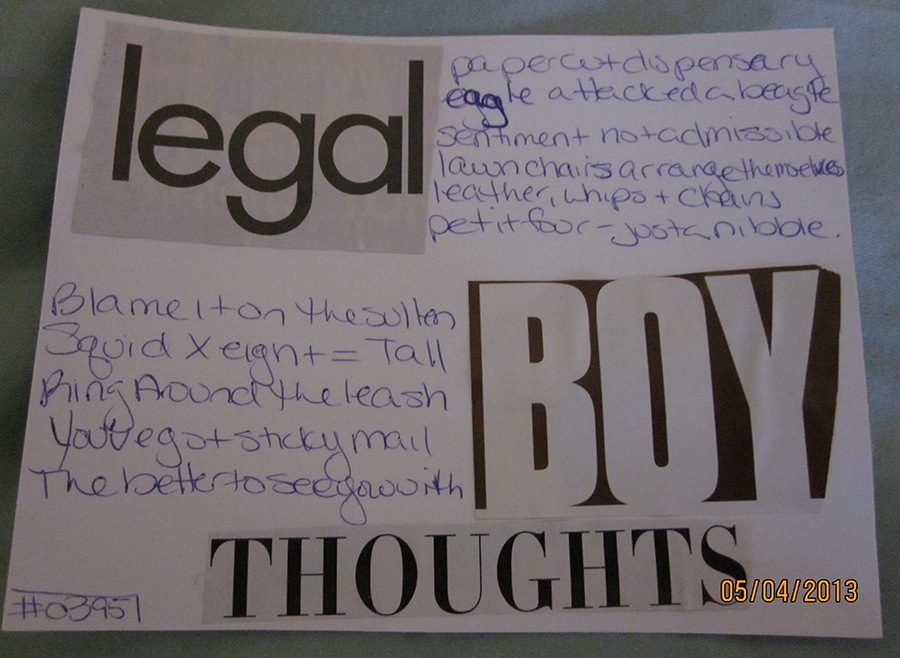 legal
papercut dispensary
eagle attacked a beagle
sentiment not admissible
lawnchairs arrange themselves
leather, whips + chains
petit four - just a nibble.
Blame it on the sultan
Squid X eight = Tall
Ring Around the leash
You've got sticky mail
The better to see you with
BOY
THOUGHTS
05/04/2013
#03951